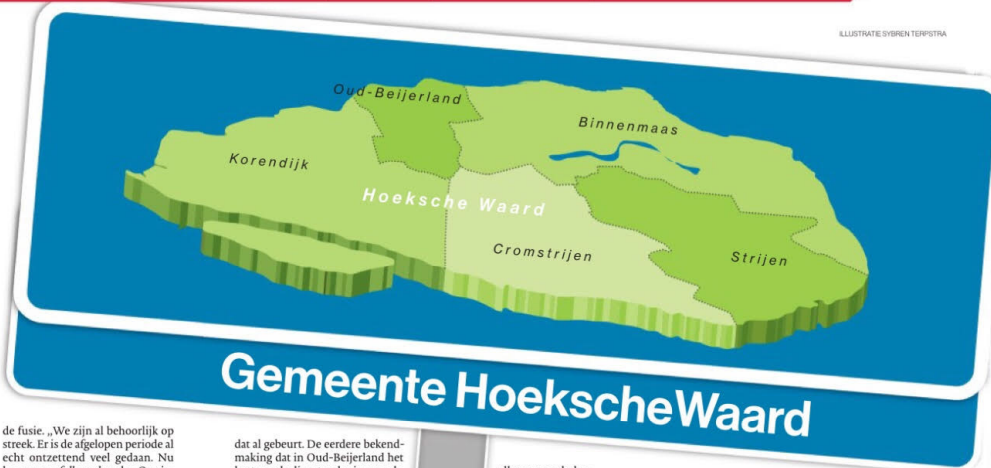 ILLUSTRATIE SYBREN TERPSTRA
Oud-Beijerland
Binnenmaas
Korendijk
Hoeksche Waard
Cromstrijen
Strijen
Gemeente HoekscheWaard
de fusie. „We zijn al behoorlijk op
streek. Er is de afgelopen periode al
echt ontzettend veel gedaan. Nu
dat al gebeurt. De eerdere bekend-
making dat in Oud-Beijerland het